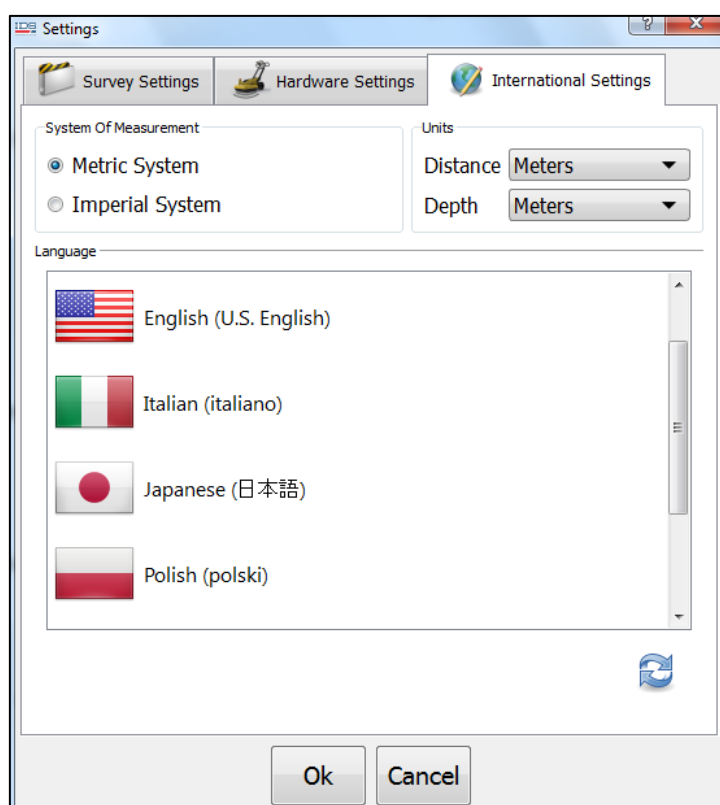 IDS Settings
?
X
Survey Settings
Hardware Settings
International Settings
System Of Measurement
Units
Metric System
Distance Meters
Imperial System
Depth Meters
Language
English (U.S. English)
Italian (italiano)
Japanese (日本語)
Polish (polski)
Ok
Cancel